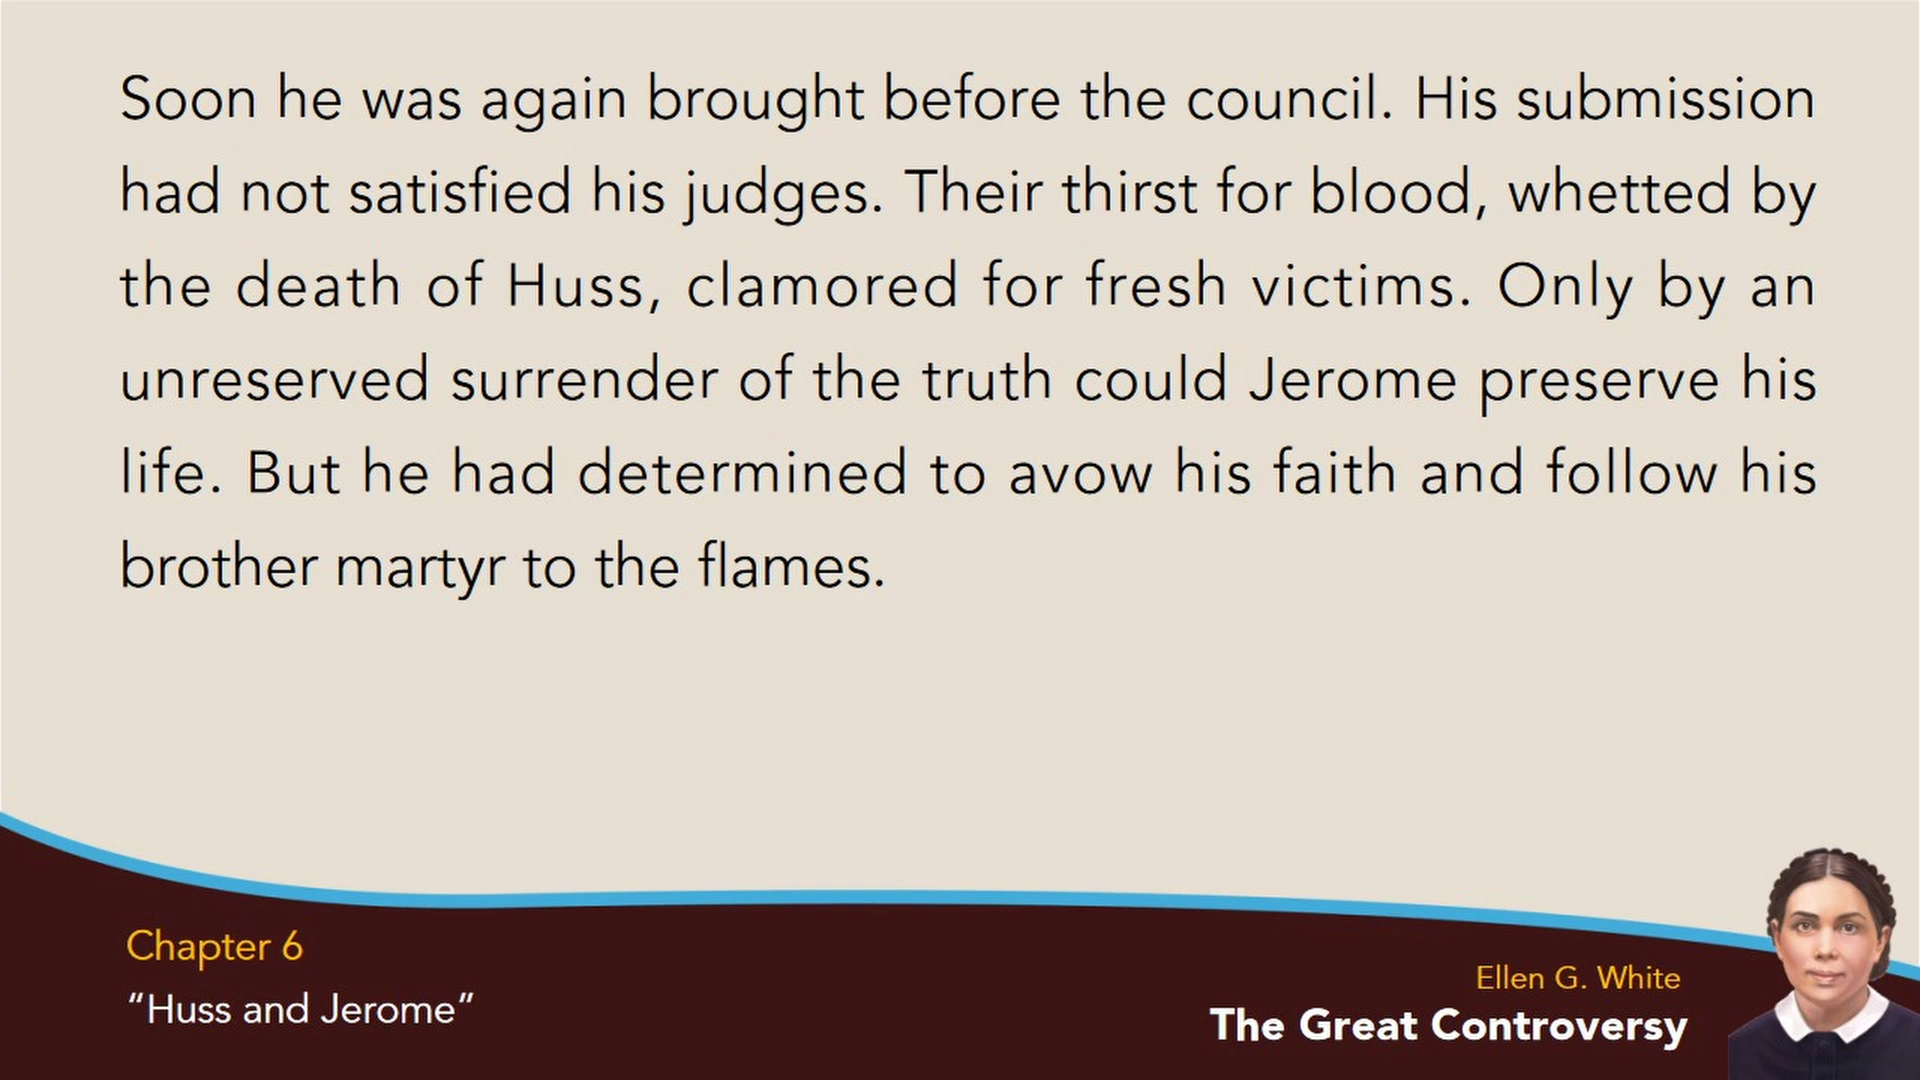 Soon he was again brought before the council. His submission
had not satisfied his judges. Their thirst for blood, whetted by
the death of Huss, clamored for fresh victims. Only by an
unreserved surrender of the truth could Jerome preserve his
life. But he had determined to avow his faith and follow his
brother martyr to the flames.
Chapter 6
“Huss and Jerome”
Ellen G. White
The Great Controversy